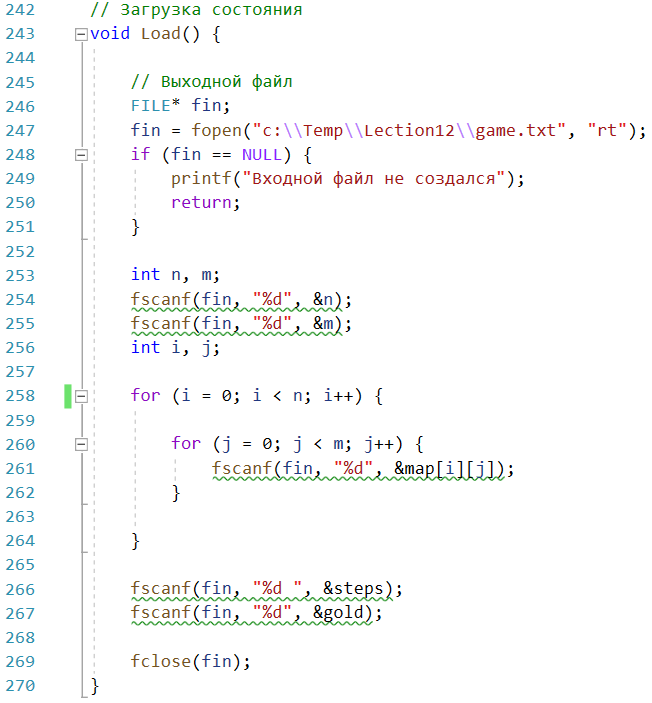 242 // Загрузка состояния
243 void Load() {
244
245 // Выходной файл
246 FILE* fin;
247 fin = fopen("c:\\Temp\\Lection12\\game.txt", "rt");
248 if (fin == NULL) {
249 printf("Входной файл не создался");
250 return;
251 }
252
253 int n, m;
254 fscanf(fin, "%d", &n);
255 fscanf(fin, "%d", &m);
256 int i, j;
257
258 for (i = 0; i < n; i++) {
259
260 for (j = 0; j < m; j++) {
261 fscanf(fin, "%d", &map[i][j]);
262 }
263
264 }
265
266 fscanf(fin, "%d ", &steps);
267 fscanf(fin, "%d", &gold);
268
269 fclose(fin);
270 }